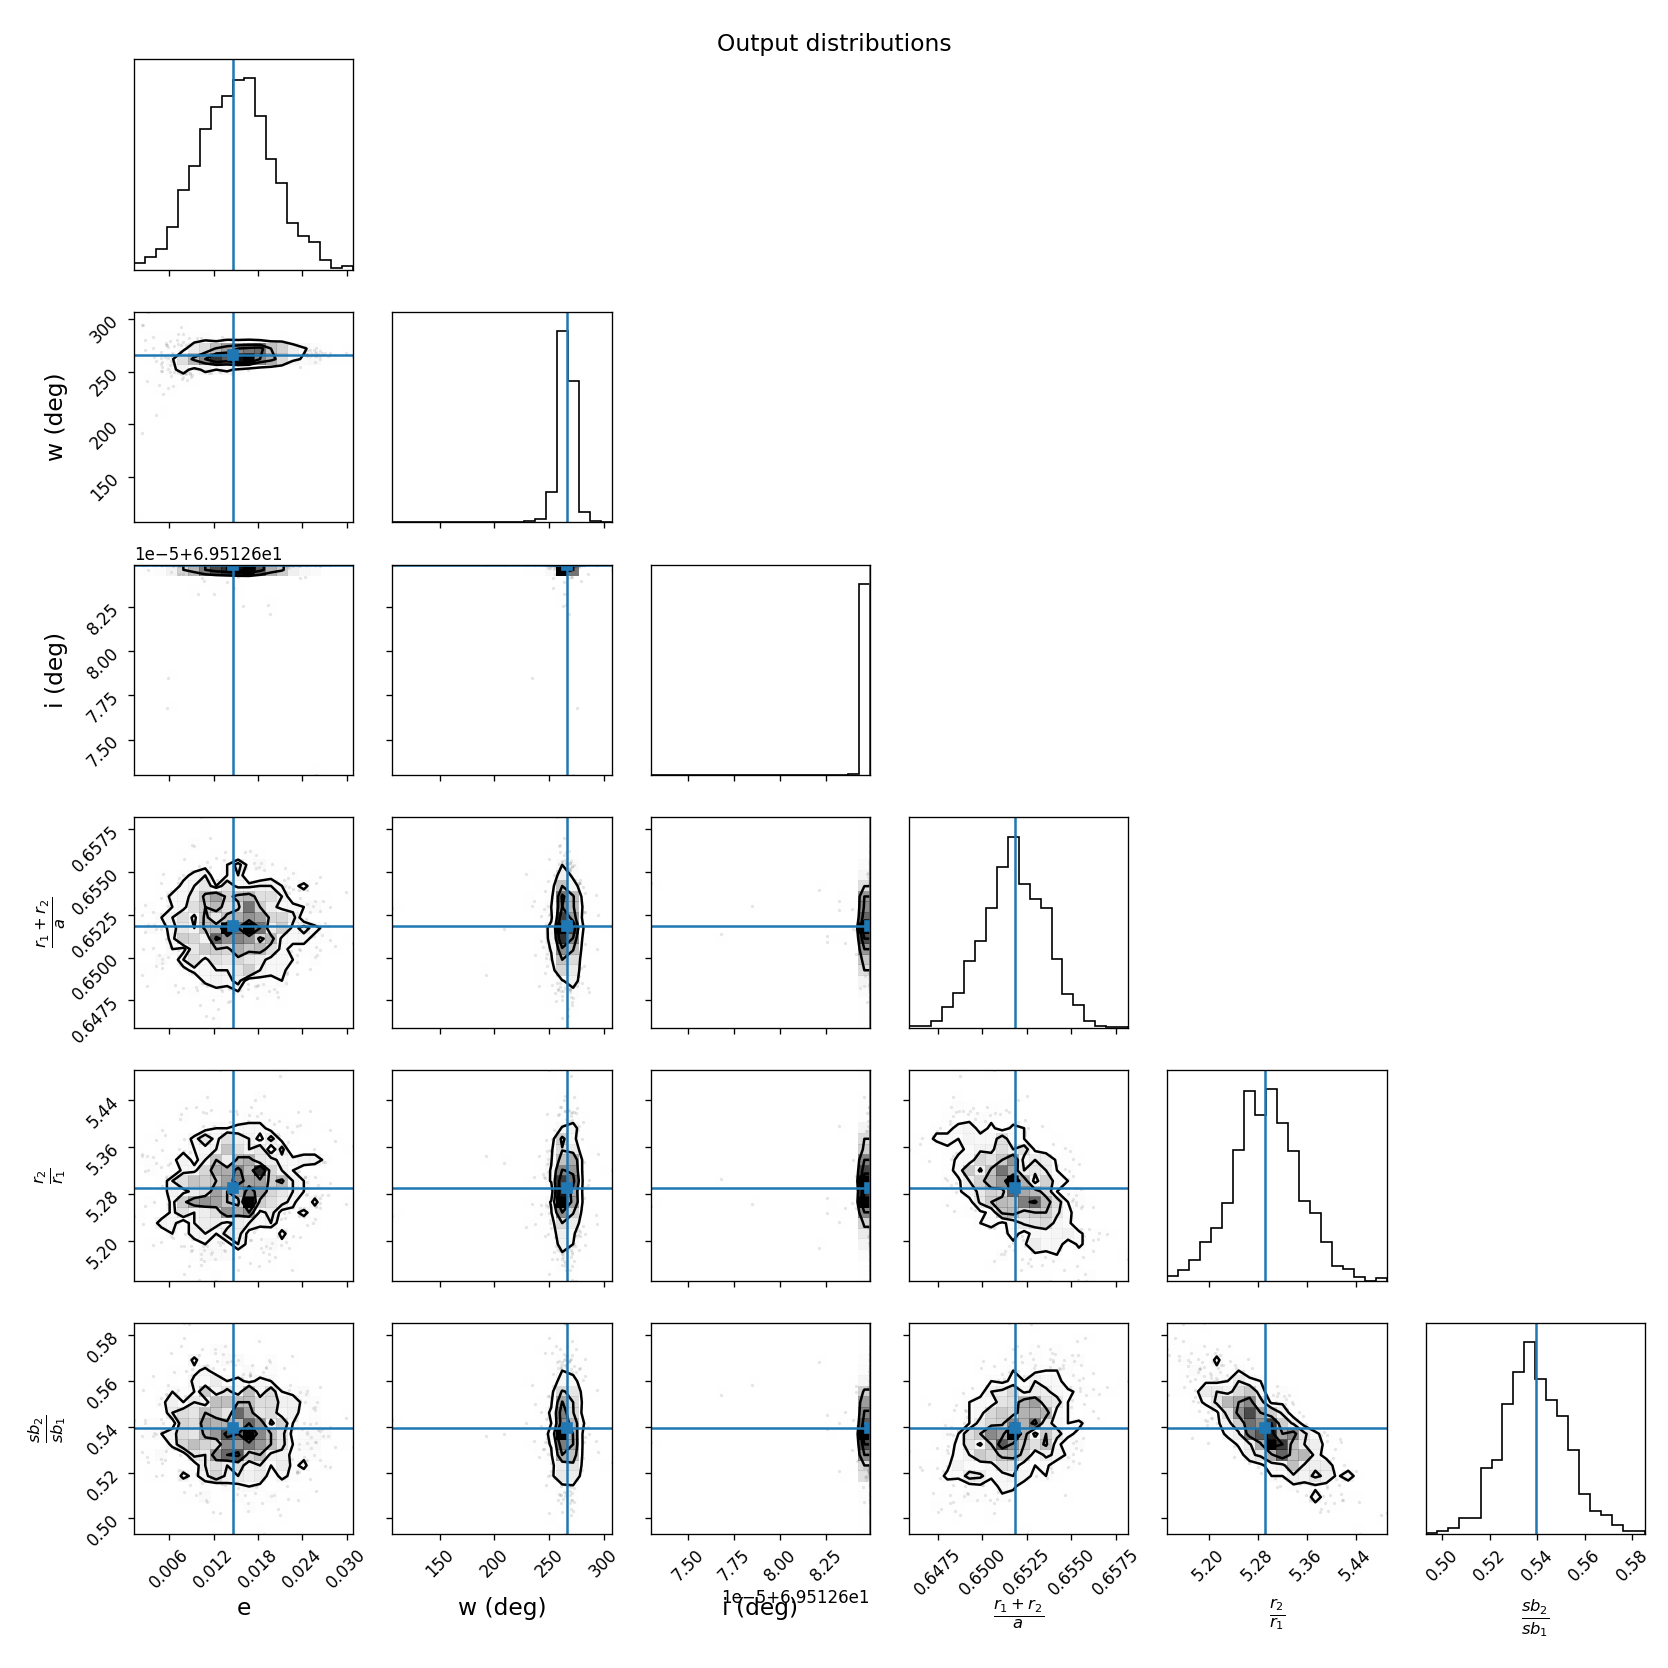 Output distributions
300
250
200
150
w (deg)
1e−5+6.95126e1
8.25
8.00
7.75
7.50
i (deg)
0.6575
0.6550
0.6525
0.6500
0.6475
r₁ + r₂
a
5.44
5.36
5.28
5.20
r₂
r₁
0.58
0.56
0.54
0.52
0.50
sb₂
sb₁
0.006 0.012 0.018 0.024 0.030
150 200 250 300
7.50 7.75 8.00 8.25
0.6475 0.6500 0.6525 0.6550 0.6575
5.20 5.28 5.36 5.44
0.50 0.52 0.54 0.56 0.58
1e−5+6.95126e1
e
w (deg)
i (deg)
r₁ + r₂
a
r₂
r₁
sb₂
sb₁